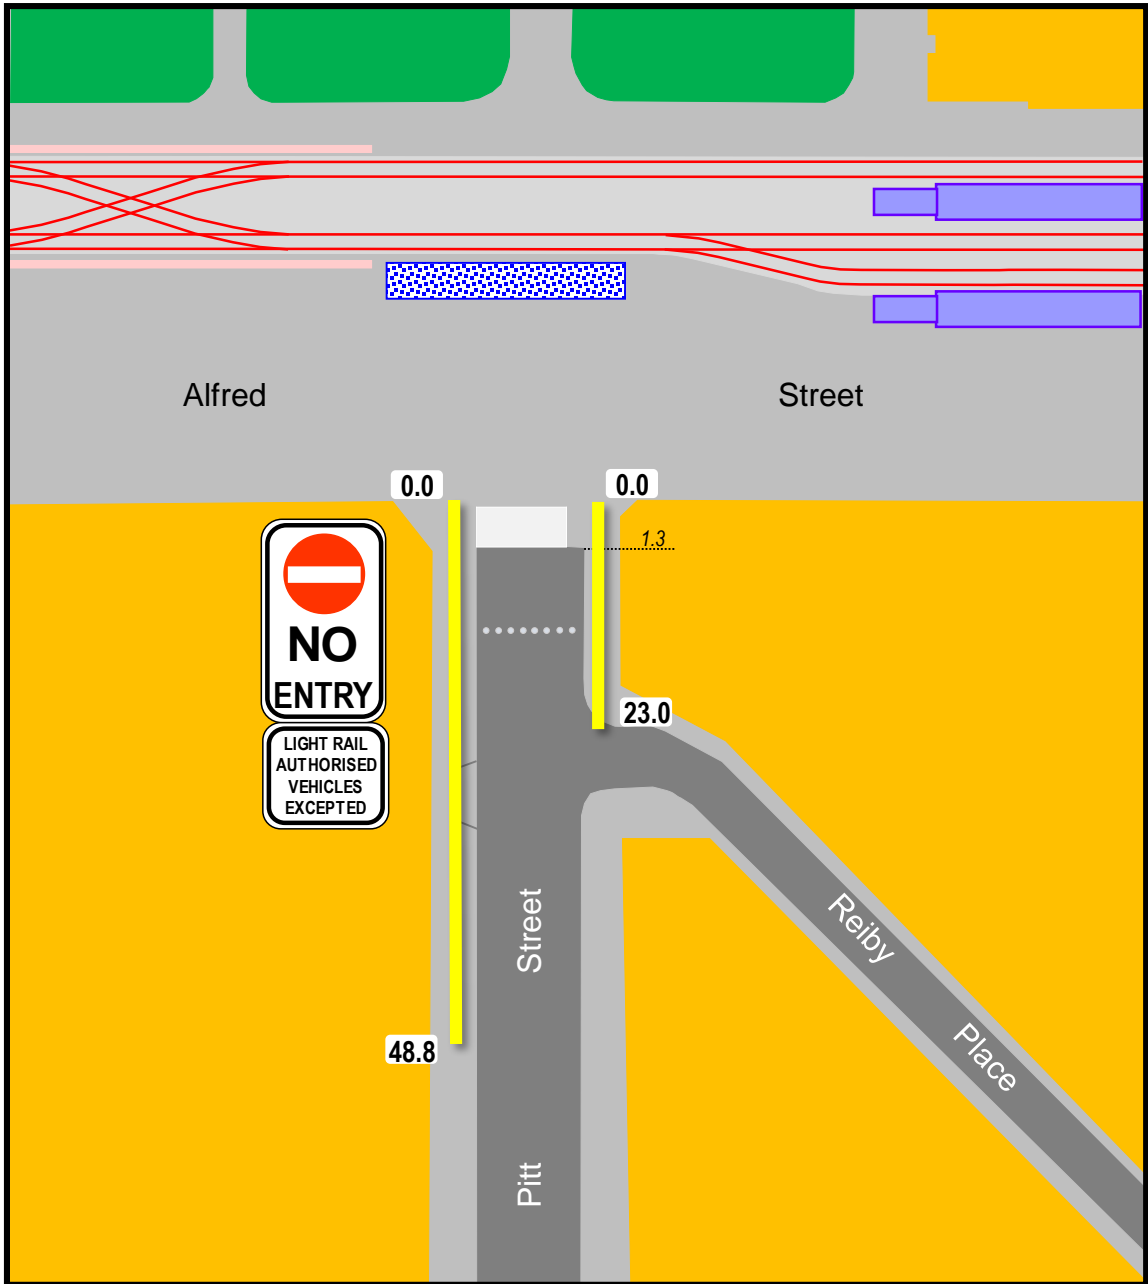 Alfred Street
0.0 0.0
1.3
NO
ENTRY
LIGHT RAIL
AUTHORISED
VEHICLES
EXCEPTED
23.0
Reiby Place
Pitt Street
48.8